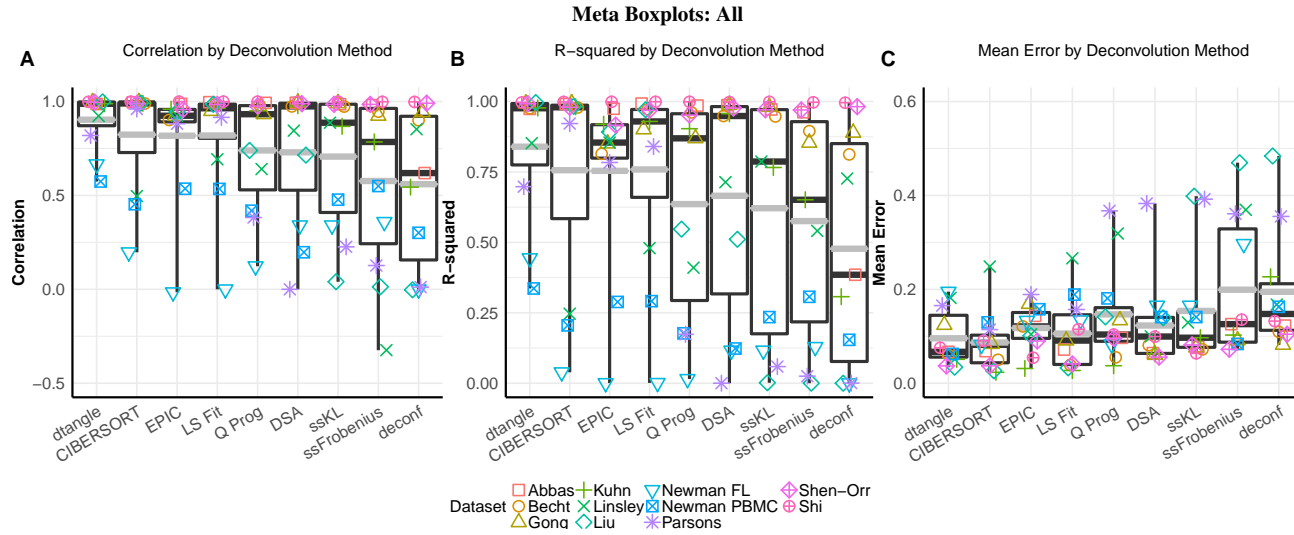 Meta Boxplots: All
A
Correlation by Deconvolution Method
Correlation
1.0
0.5
0.0
−0.5
dtangle
CIBERSORT
EPIC
LS Fit
Q Prog
DSA
ssKL
ssFrobenius
deconf
B
R−squared by Deconvolution Method
R−squared
1.00
0.75
0.50
0.25
0.00
dtangle
CIBERSORT
EPIC
LS Fit
Q Prog
DSA
ssKL
ssFrobenius
deconf
C
Mean Error by Deconvolution Method
Mean Error
0.6
0.4
0.2
0.0
dtangle
CIBERSORT
EPIC
LS Fit
Q Prog
DSA
ssKL
ssFrobenius
deconf
Dataset
Abbas
Becht
Gong
Kuhn
Linsley
Liu
Newman FL
Newman PBMC
Parsons
Shen−Orr
Shi